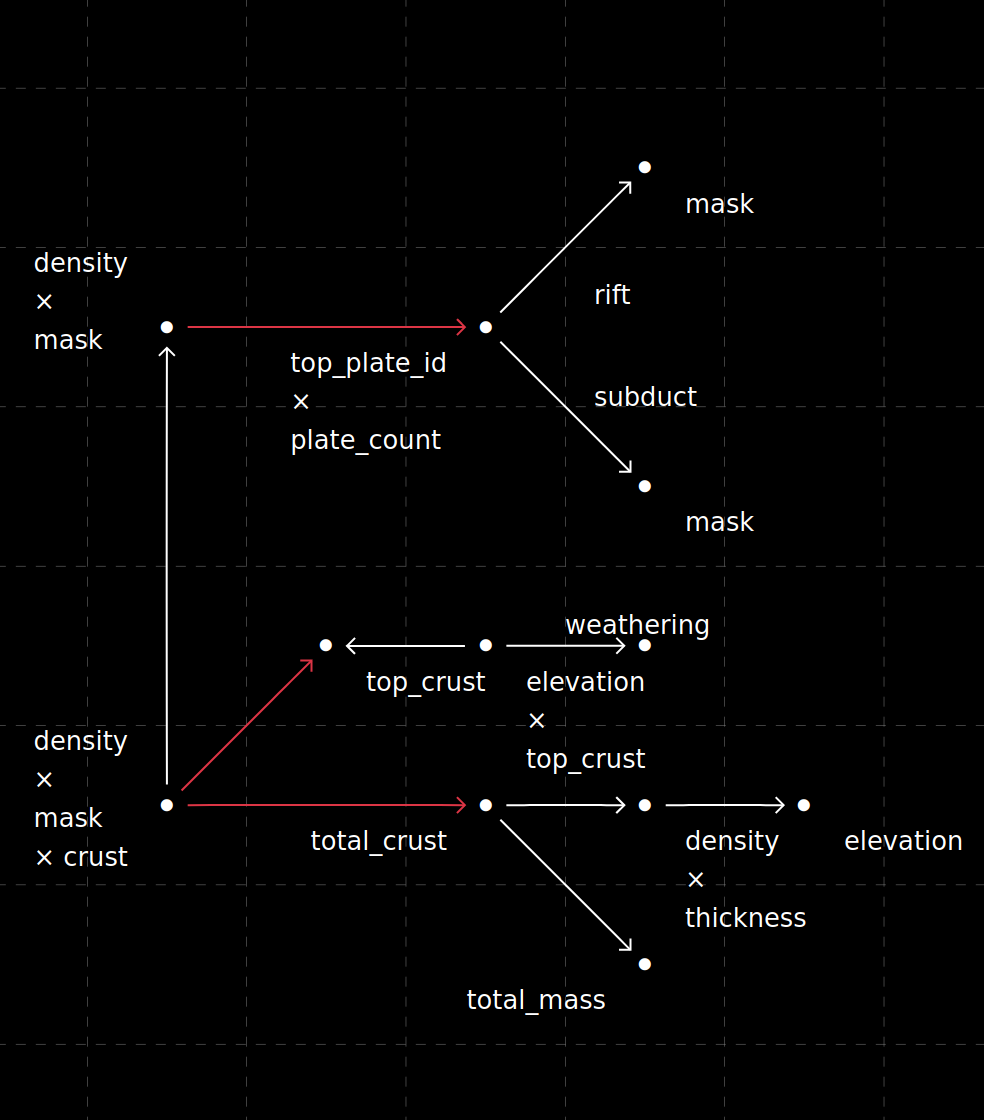 mask
density
×
mask
rift
top_plate_id
×
plate_count
subduct
mask
weathering
top_crust
elevation
×
top_crust
density
×
mask
× crust
total_crust
density
×
thickness
elevation
total_mass